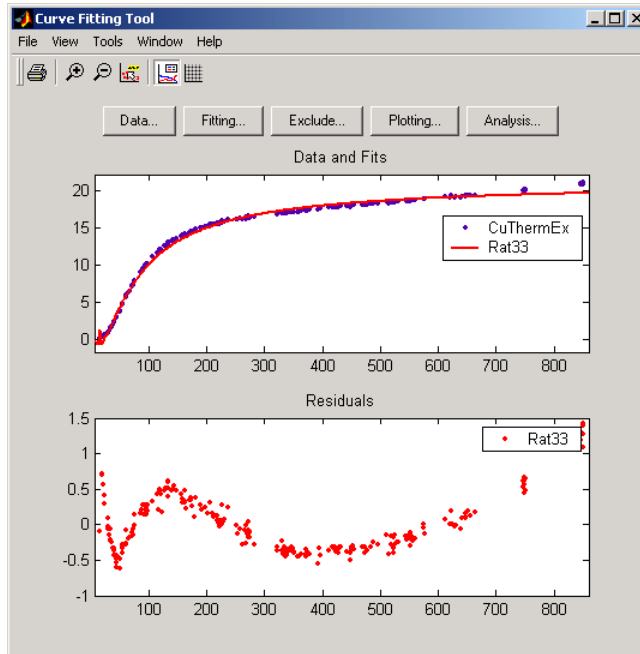 Curve Fitting Tool
File View Tools Window Help
Data... Fitting... Exclude... Plotting... Analysis...
Data and Fits
20
15
10
5
0
CuThermEx
Rat33
100 200 300 400 500 600 700 800
Residuals
1.5
1
0.5
0
-0.5
-1
Rat33
100 200 300 400 500 600 700 800